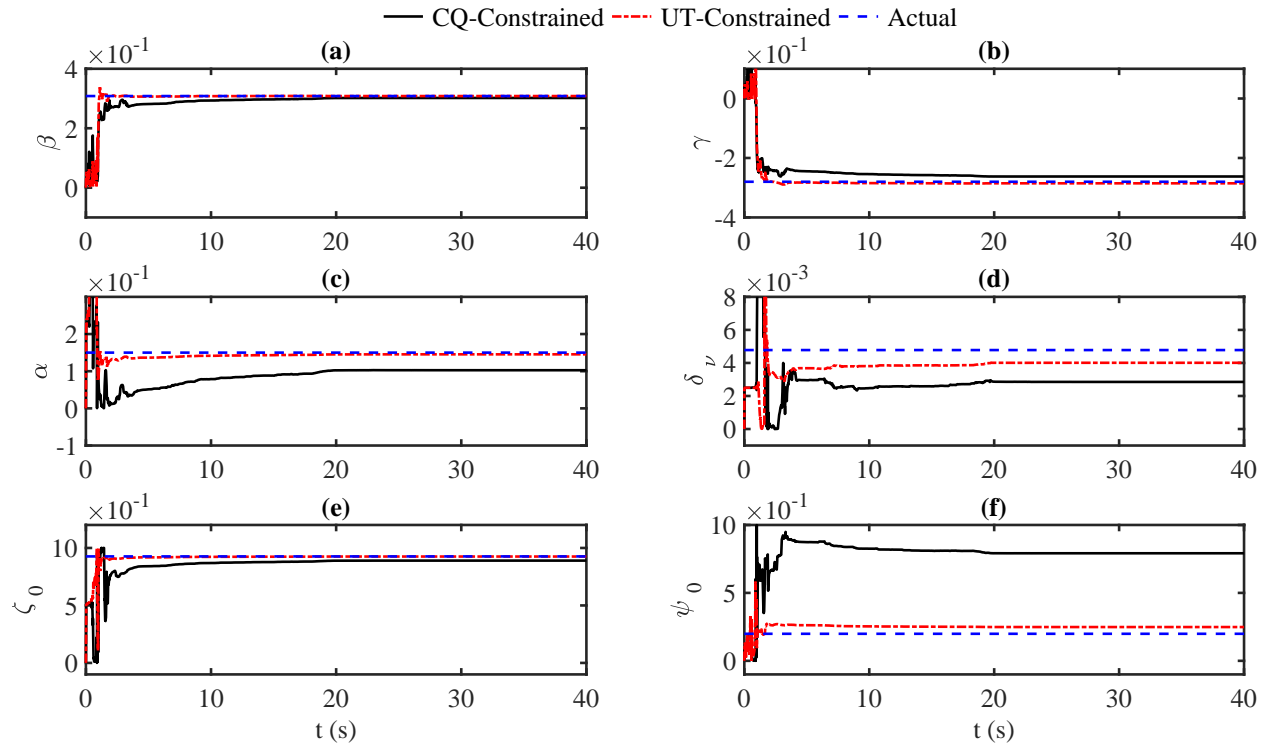 CQ-Constrained UT-Constrained Actual
(a) (b)
×10⁻¹ ×10⁻¹
4 2 0 β
0 -2 -4 γ
0 10 20 30 40 0 10 20 30 40
(c) (d)
×10⁻¹ ×10⁻³
2 1 0 -1 α
8 6 4 2 0 δ_ν
0 10 20 30 40 0 10 20 30 40
(e) (f)
×10⁻¹ ×10⁻¹
10 5 0 ζ_0
10 5 0 ψ_0
0 10 20 30 40 0 10 20 30 40
t (s) t (s)